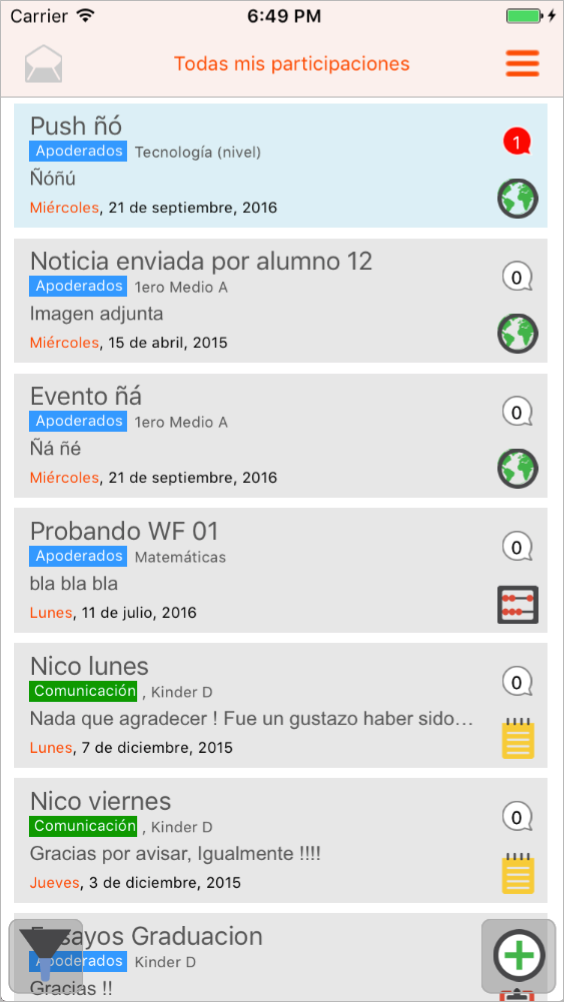 Carrier 6:49 PM
Todas mis participaciones
Push ñó
1
Apoderados Tecnología (nivel)
Ñóñú
Miércoles, 21 de septiembre, 2016
Noticia enviada por alumno 12
0
Apoderados 1ero Medio A
Imagen adjunta
Miércoles, 15 de abril, 2015
Evento ñá
0
Apoderados 1ero Medio A
Ñá ñé
Miércoles, 21 de septiembre, 2016
Probando WF 01
0
Apoderados Matemáticas
bla bla bla
Lunes, 11 de julio, 2016
Nico lunes
0
Comunicación , Kinder D
Nada que agradecer ! Fue un gustazo haber sido…
Lunes, 7 de diciembre, 2015
Nico viernes
0
Comunicación , Kinder D
Gracias por avisar, Igualmente !!!!
Jueves, 3 de diciembre, 2015
Ensayos Graduacion
Apoderados Kinder D
Gracias !!